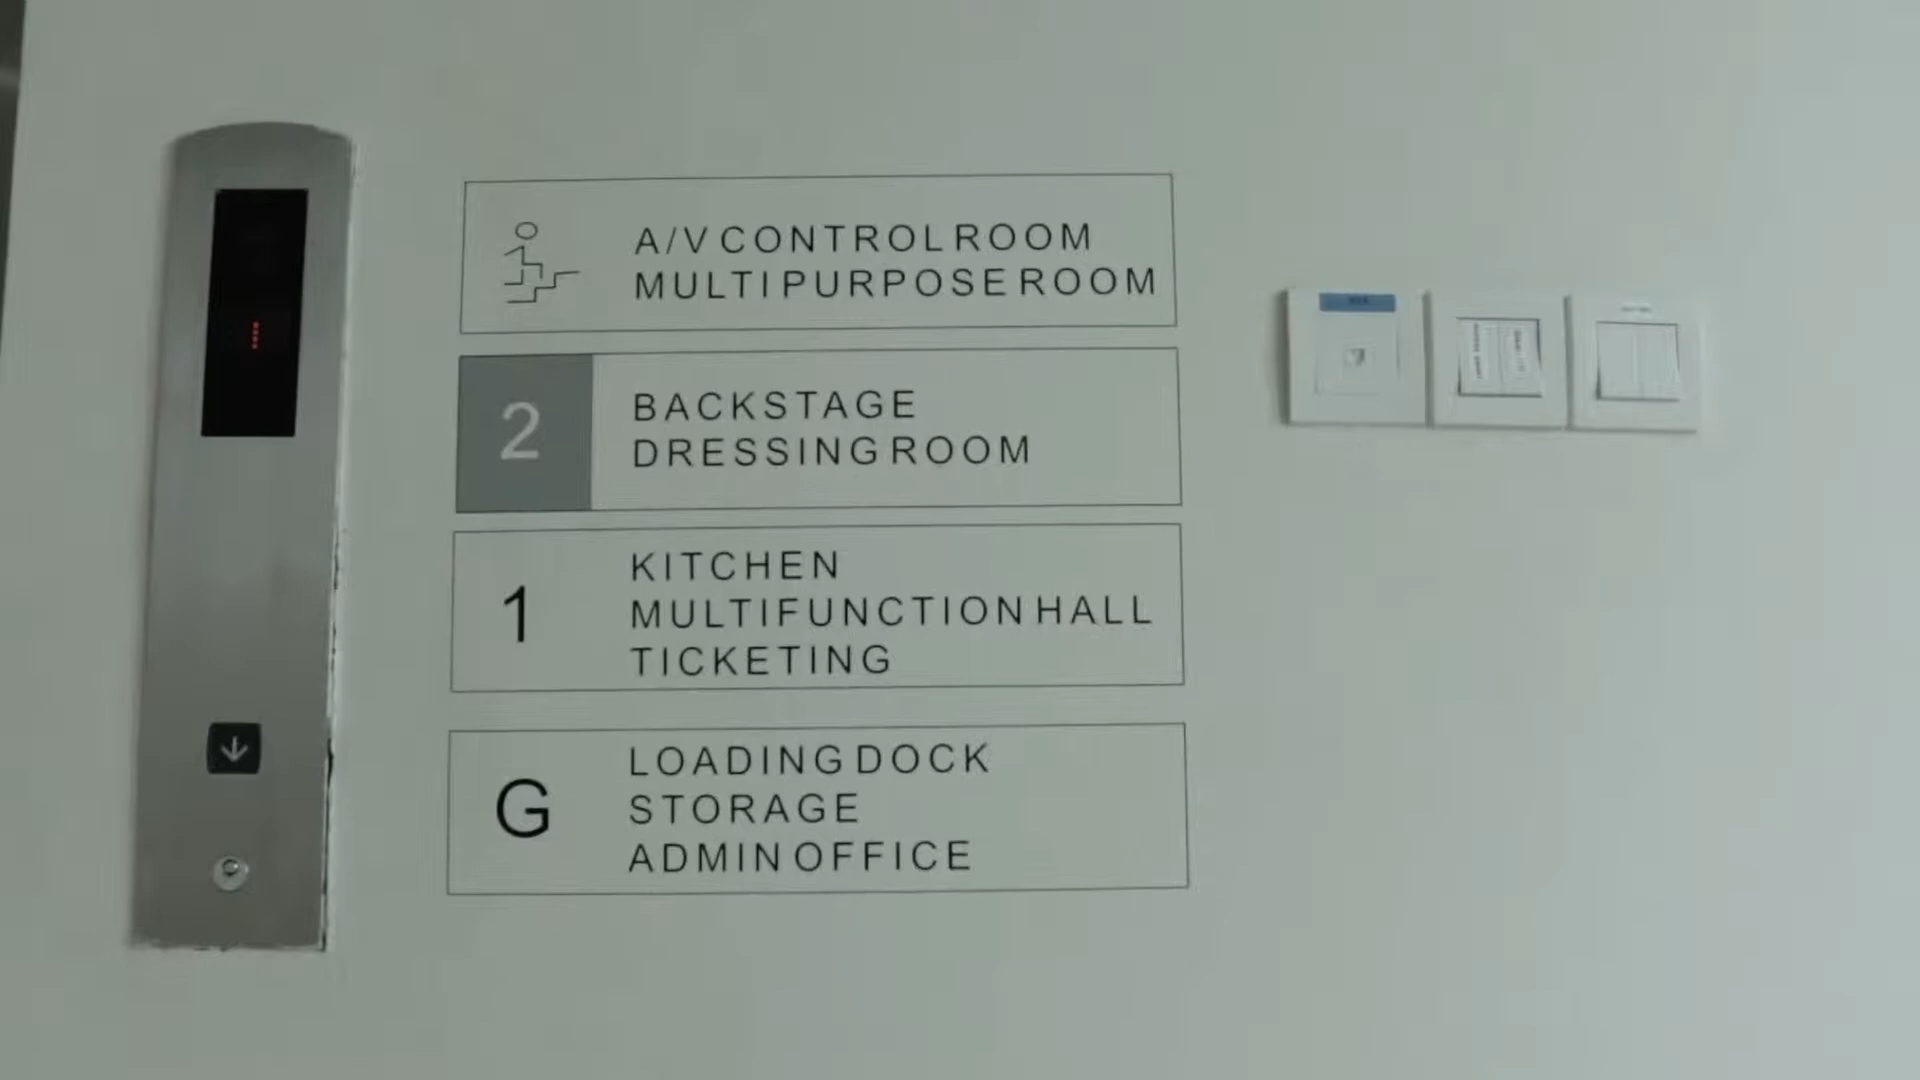 A/V CONTROL ROOM
MULTIPURPOSE ROOM
2
BACKSTAGE
DRESSING ROOM
1
KITCHEN
MULTIFUNCTION HALL
TICKETING
G
LOADING DOCK
STORAGE
ADMIN OFFICE